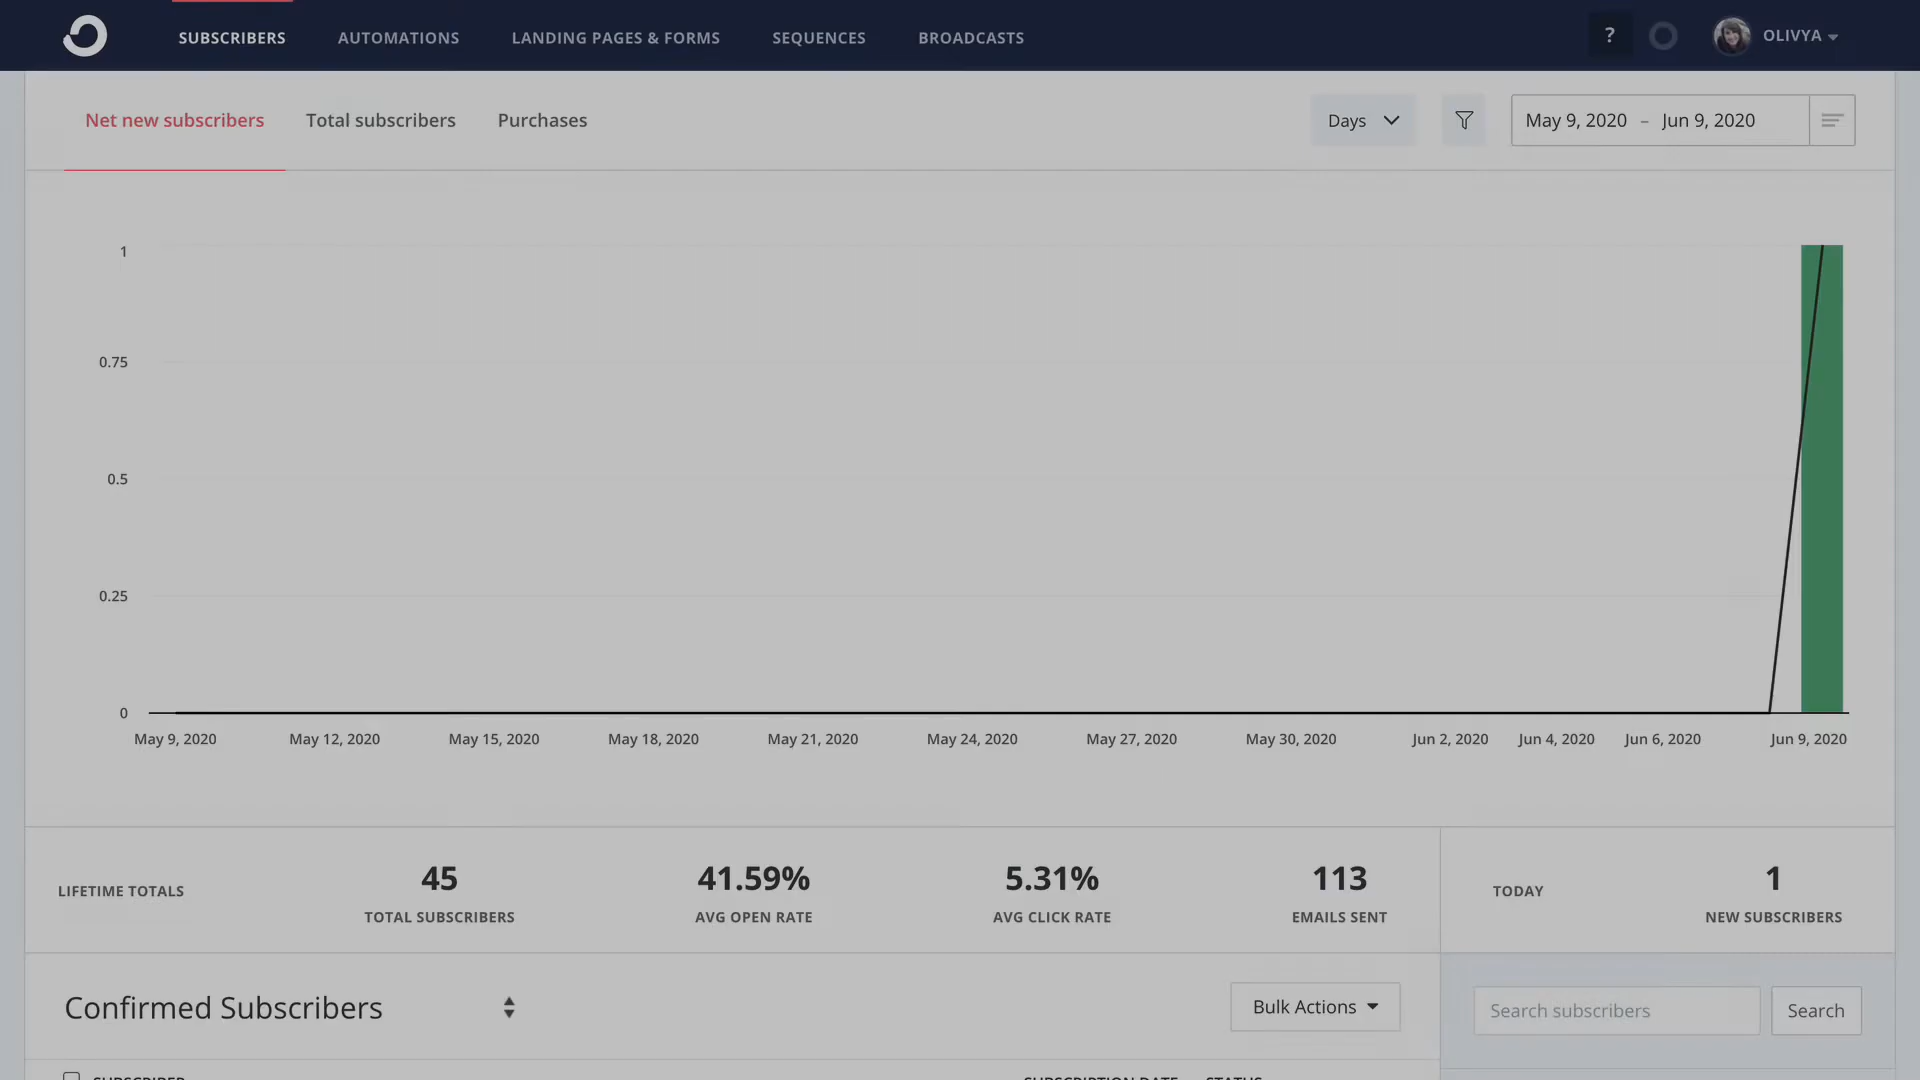 SUBSCRIBERS AUTOMATIONS LANDING PAGES & FORMS SEQUENCES BROADCASTS ? OLIVYA
Net new subscribers Total subscribers Purchases Days May 9, 2020 – Jun 9, 2020
1
0.75
0.5
0.25
0
May 9, 2020 May 12, 2020 May 15, 2020 May 18, 2020 May 21, 2020 May 24, 2020 May 27, 2020 May 30, 2020 Jun 2, 2020 Jun 4, 2020 Jun 6, 2020 Jun 9, 2020
LIFETIME TOTALS 45 41.59% 5.31% 113 TODAY 1
TOTAL SUBSCRIBERS AVG OPEN RATE AVG CLICK RATE EMAILS SENT NEW SUBSCRIBERS
Confirmed Subscribers Bulk Actions Search subscribers Search
SUBSCRIBER SUBSCRIPTION DATE STATUS